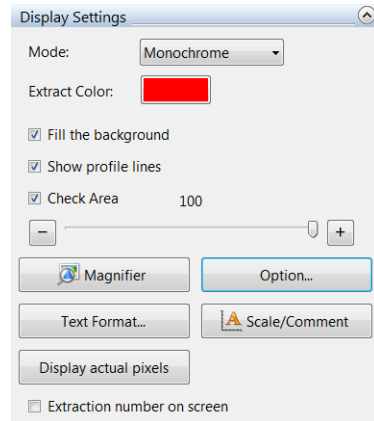 Display Settings
Mode: Monochrome
Extract Color:
Fill the background
Show profile lines
Check Area 100
− +
Magnifier Option...
Text Format... Scale/Comment
Display actual pixels
Extraction number on screen